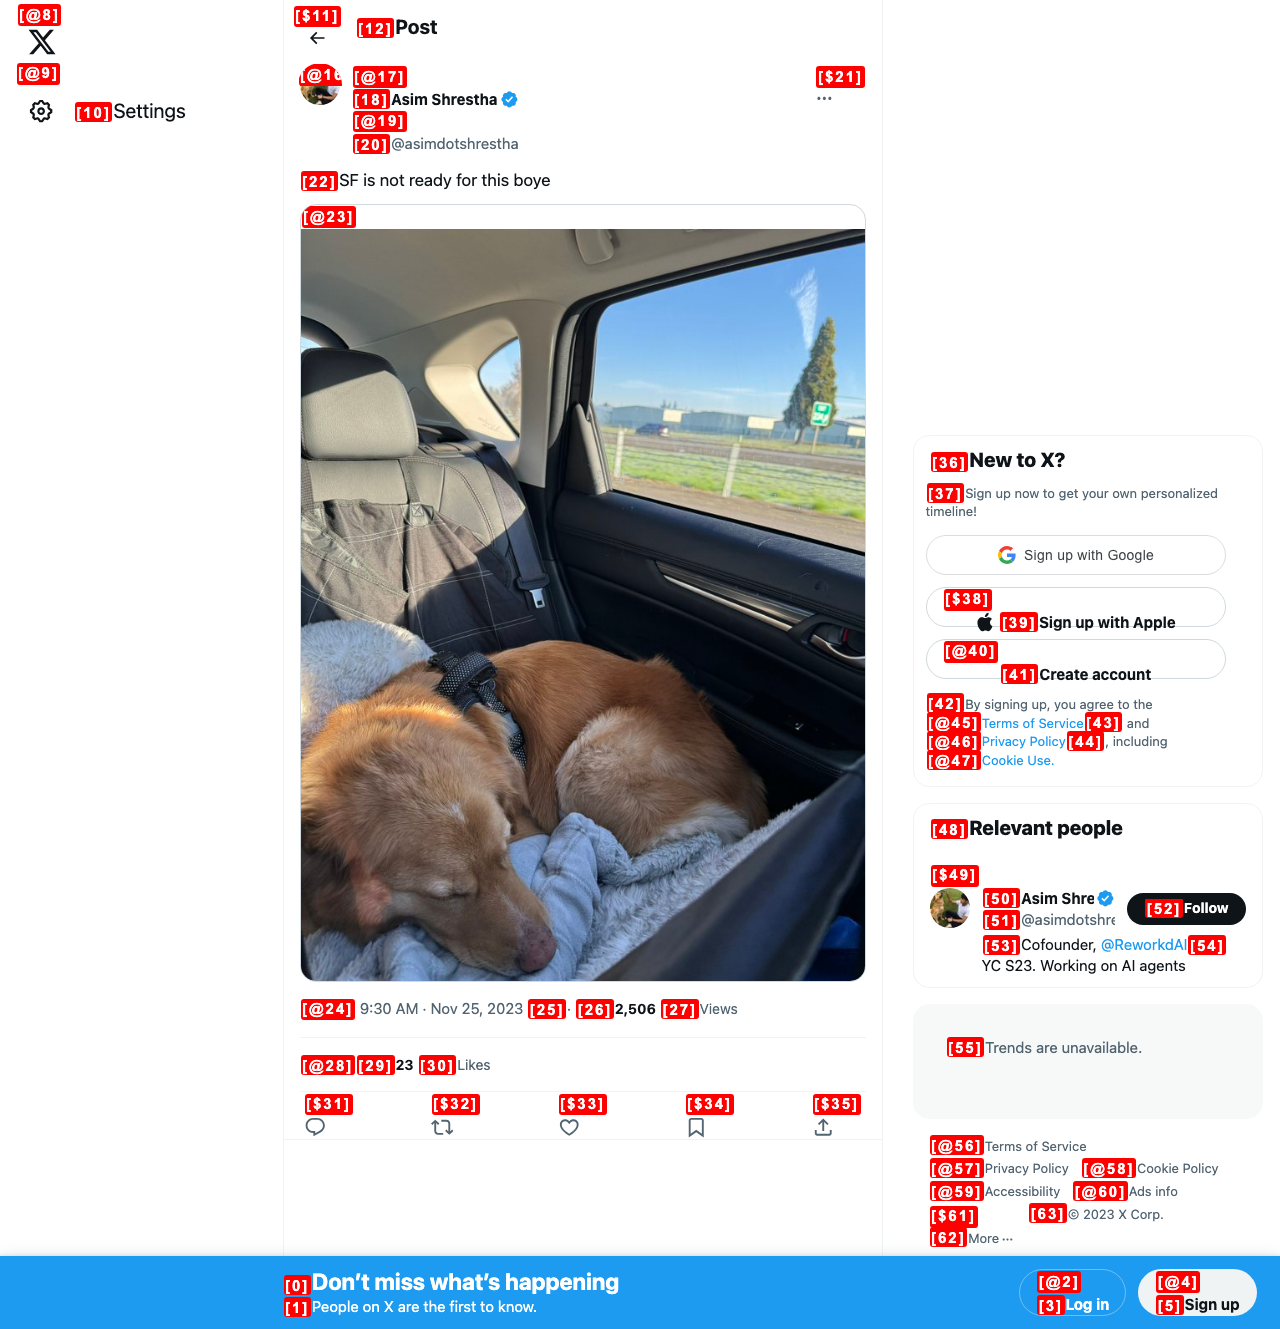 [@8]
[@9]
[10]Settings
[$11]
[12]Post
[@16
[@17]
[18]Asim Shrestha
[@19]
[20]@asimdotshrestha
[$21]
[22]SF is not ready for this boye
[@23]
[@24] 9:30 AM · Nov 25, 2023 [25]· [26]2,506 [27]Views
[@28][29]23 [30]Likes
[$31] [$32] [$33] [$34] [$35]
[36]New to X?
[37]Sign up now to get your own personalized
timeline!
Sign up with Google
[$38]
[39]Sign up with Apple
[@40]
[41]Create account
[42]By signing up, you agree to the
[@45]Terms of Service[43] and
[@46]Privacy Policy[44], including
[@47]Cookie Use.
[48]Relevant people
[$49]
[50]Asim Shre
[51]@asimdotshre
[52]Follow
[53]Cofounder, @ReworkdAI[54]
YC S23. Working on AI agents
[55]Trends are unavailable.
[@56]Terms of Service
[@57]Privacy Policy [@58]Cookie Policy
[@59]Accessibility [@60]Ads info
[$61] [63]© 2023 X Corp.
[62]More ···
[0]Don’t miss what’s happening
[1]People on X are the first to know.
[@2]
[3]Log in
[@4]
[5]Sign up